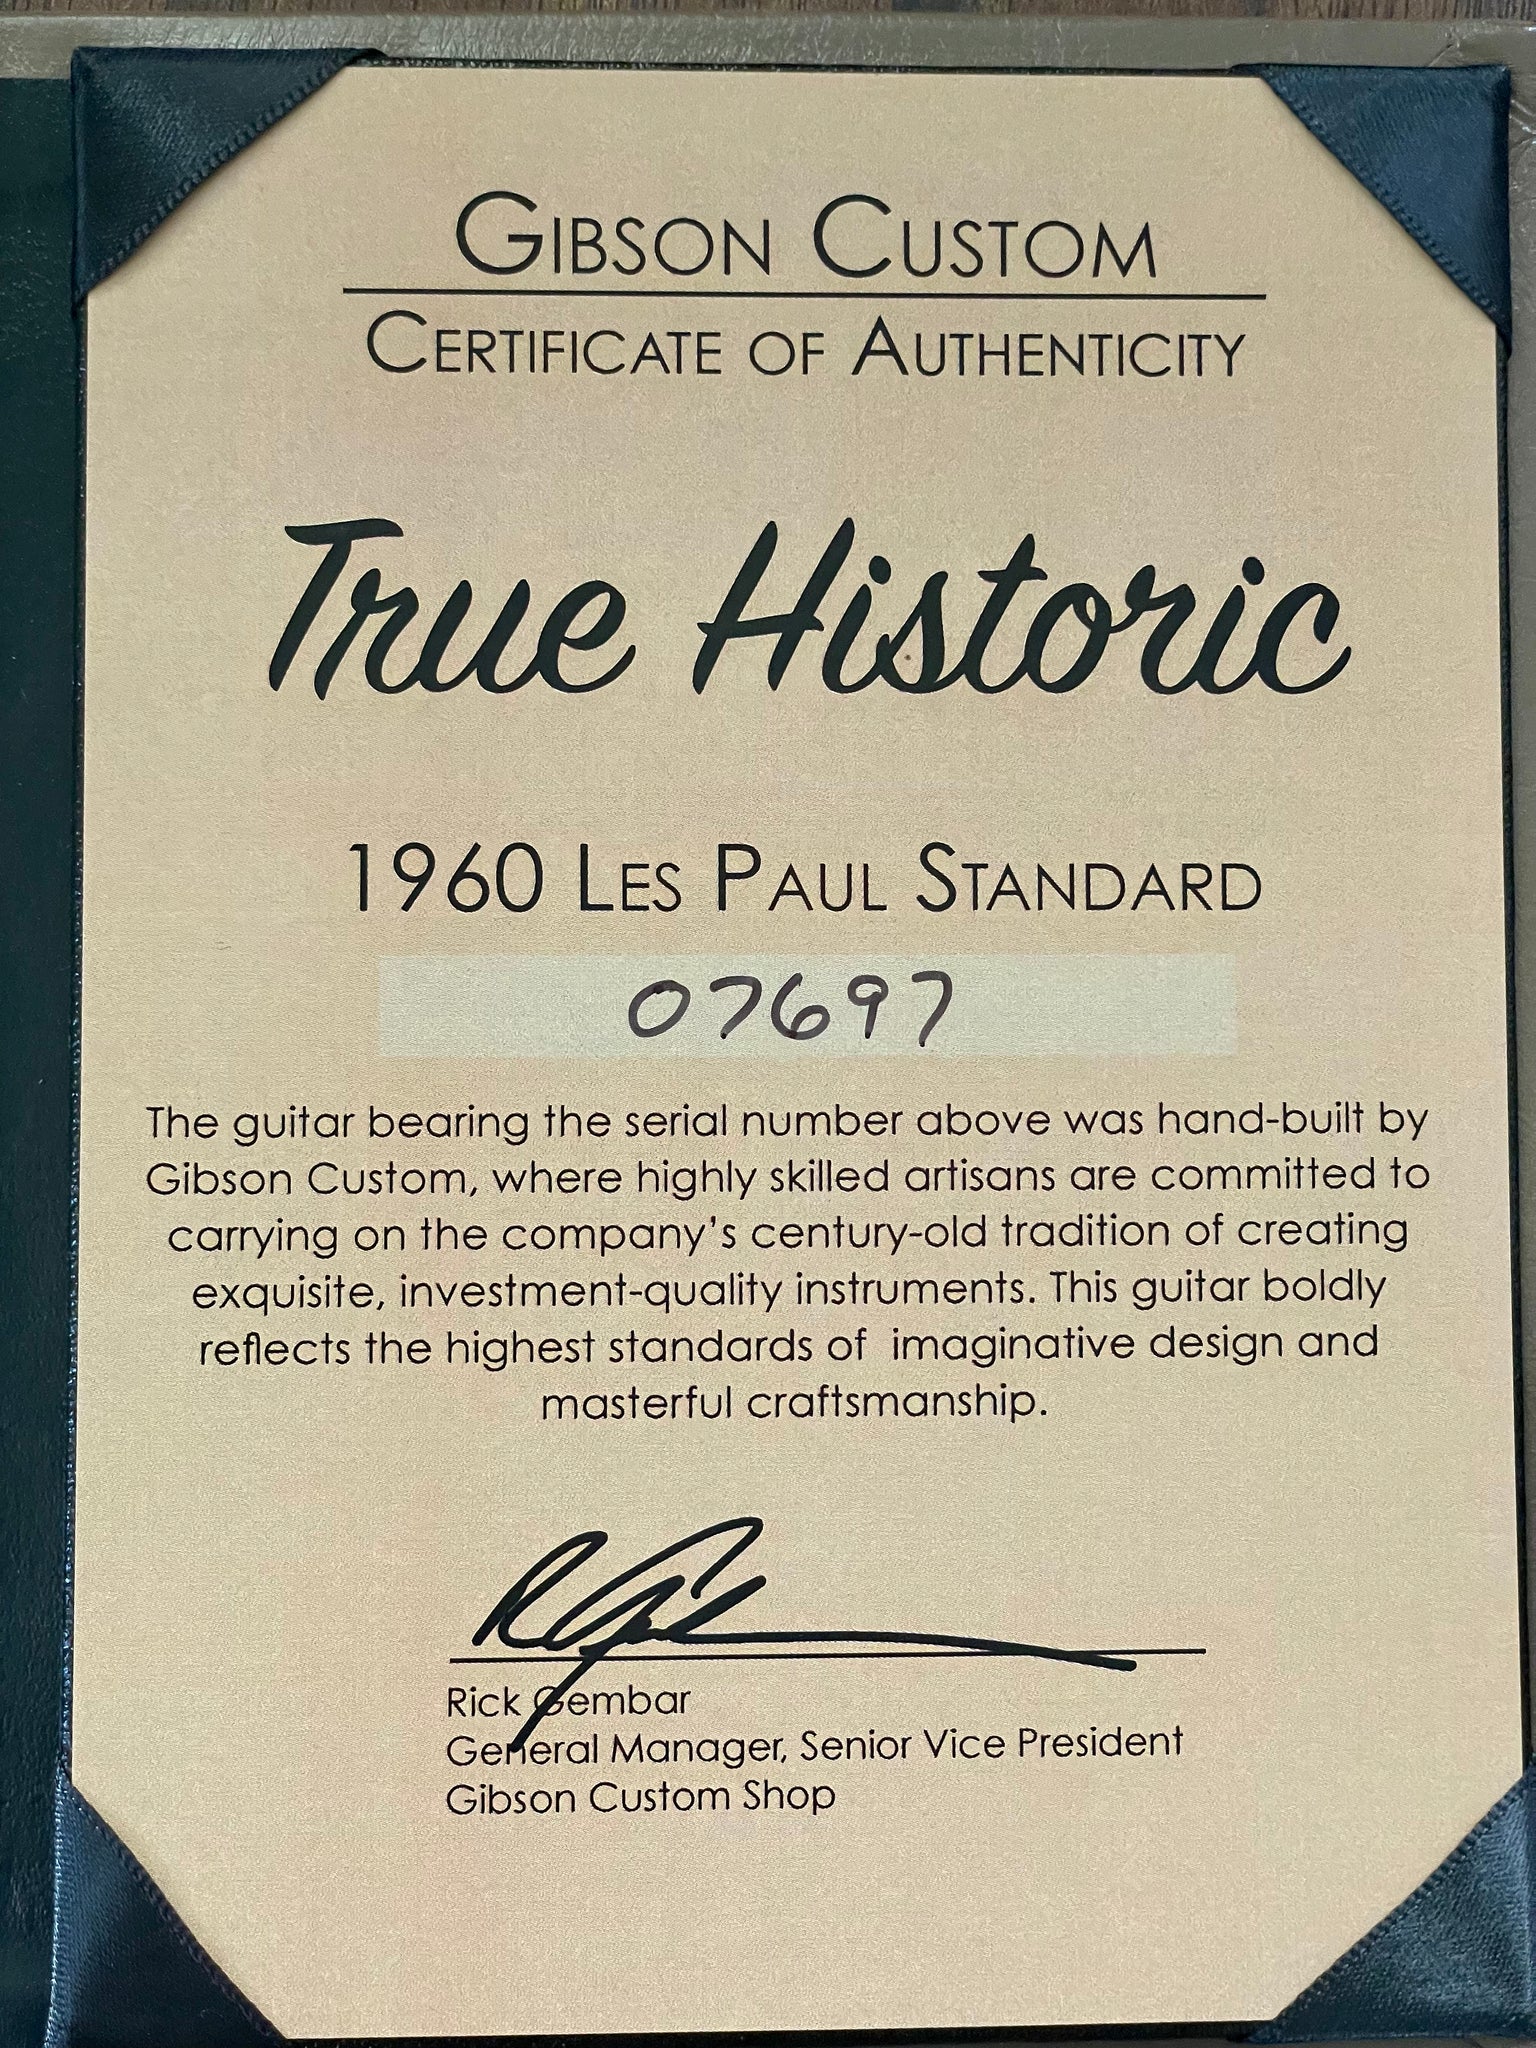 GIBSON CUSTOM
CERTIFICATE OF AUTHENTICITY
True Historic
1960 LES PAUL STANDARD
07697
The guitar bearing the serial number above was hand-built by
Gibson Custom, where highly skilled artisans are committed to
carrying on the company's century-old tradition of creating
exquisite, investment-quality instruments. This guitar boldly
reflects the highest standards of imaginative design and
masterful craftsmanship.
Rick Gembar
General Manager, Senior Vice President
Gibson Custom Shop